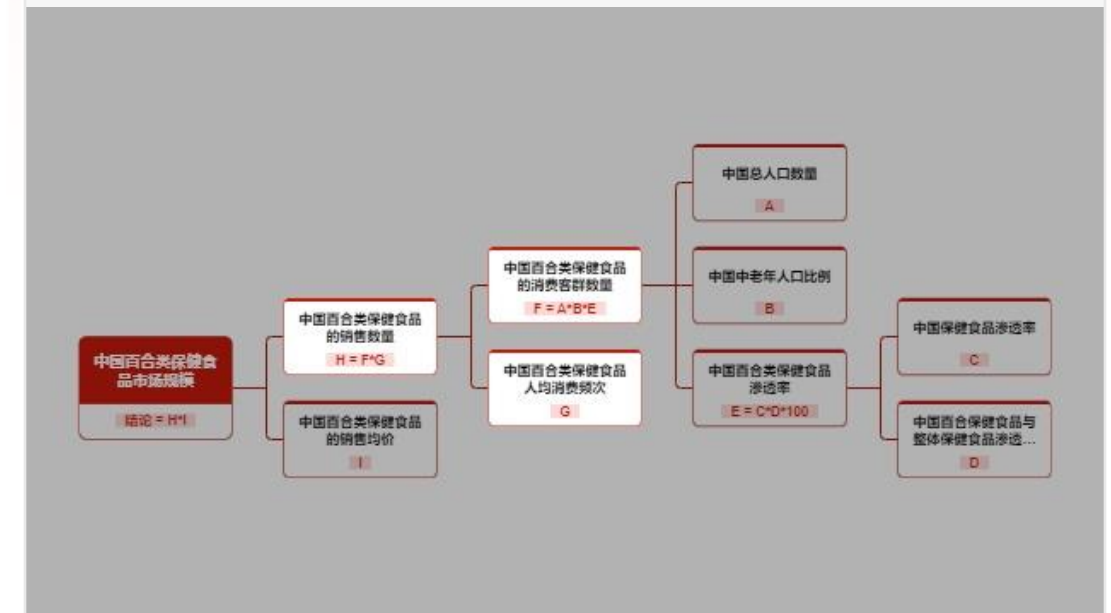 中国百合类保健食
品市场规模
结论 = H*I
中国百合类保健食品
的销售数量
H = F*G
中国百合类保健食品
的销售均价
I
中国百合类保健食品
的消费客群数量
F = A*B*E
中国百合类保健食品
人均消费频次
G
中国总人口数量
A
中国中老年人口比例
B
中国百合类保健食品
渗透率
E = C*D*100
中国保健食品渗透率
C
中国百合保健食品与
整体保健食品渗透...
D